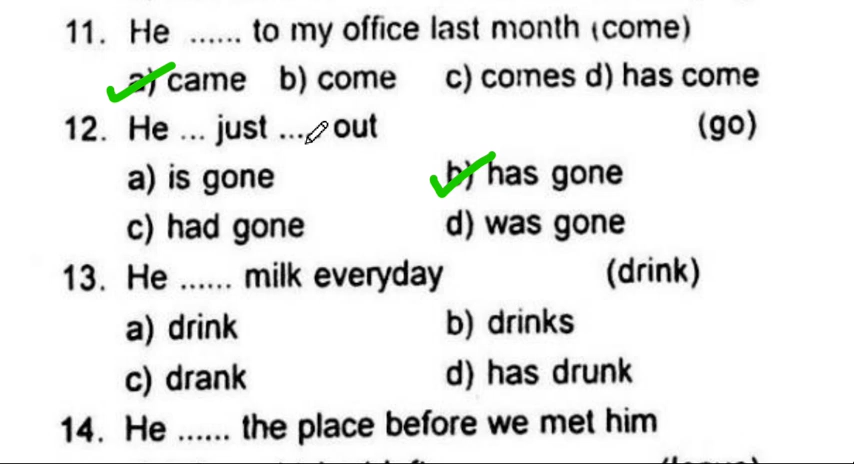 11. He ...... to my office last month (come)
a) came b) come c) comes d) has come
12. He ... just .... out (go)
a) is gone b) has gone
c) had gone d) was gone
13. He ...... milk everyday (drink)
a) drink b) drinks
c) drank d) has drunk
14. He ...... the place before we met him